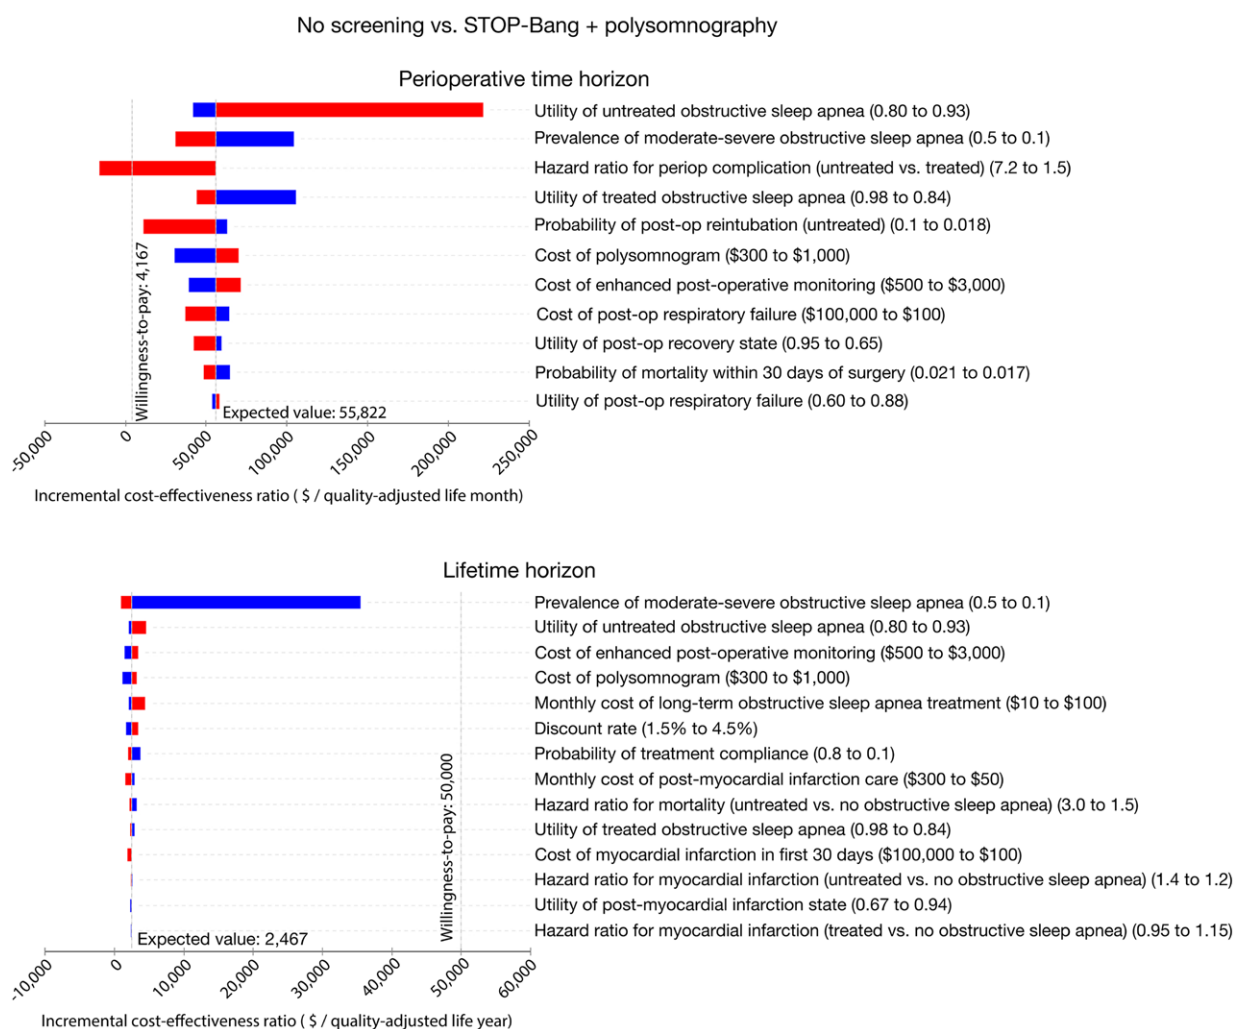 No screening vs. STOP-Bang + polysomnography
Perioperative time horizon
Utility of untreated obstructive sleep apnea (0.80 to 0.93)
Prevalence of moderate-severe obstructive sleep apnea (0.5 to 0.1)
Hazard ratio for periop complication (untreated vs. treated) (7.2 to 1.5)
Utility of treated obstructive sleep apnea (0.98 to 0.84)
Probability of post-op reintubation (untreated) (0.1 to 0.018)
Cost of polysomnogram ($300 to $1,000)
Cost of enhanced post-operative monitoring ($500 to $3,000)
Cost of post-op respiratory failure ($100,000 to $100)
Utility of post-op recovery state (0.95 to 0.65)
Probability of mortality within 30 days of surgery (0.021 to 0.017)
Utility of post-op respiratory failure (0.60 to 0.88)
Willingness-to-pay: 4,167
Expected value: 55,822
-50,000
0
50,000
100,000
150,000
200,000
250,000
Incremental cost-effectiveness ratio ( $ / quality-adjusted life month)
Lifetime horizon
Prevalence of moderate-severe obstructive sleep apnea (0.5 to 0.1)
Utility of untreated obstructive sleep apnea (0.80 to 0.93)
Cost of enhanced post-operative monitoring ($500 to $3,000)
Cost of polysomnogram ($300 to $1,000)
Monthly cost of long-term obstructive sleep apnea treatment ($10 to $100)
Discount rate (1.5% to 4.5%)
Probability of treatment compliance (0.8 to 0.1)
Monthly cost of post-myocardial infarction care ($300 to $50)
Hazard ratio for mortality (untreated vs. no obstructive sleep apnea) (3.0 to 1.5)
Utility of treated obstructive sleep apnea (0.98 to 0.84)
Cost of myocardial infarction in first 30 days ($100,000 to $100)
Hazard ratio for myocardial infarction (untreated vs. no obstructive sleep apnea) (1.4 to 1.2)
Utility of post-myocardial infarction state (0.67 to 0.94)
Hazard ratio for myocardial infarction (treated vs. no obstructive sleep apnea) (0.95 to 1.15)
Willingness-to-pay: 50,000
Expected value: 2,467
-10,000
0
10,000
20,000
30,000
40,000
50,000
60,000
Incremental cost-effectiveness ratio ( $ / quality-adjusted life year)